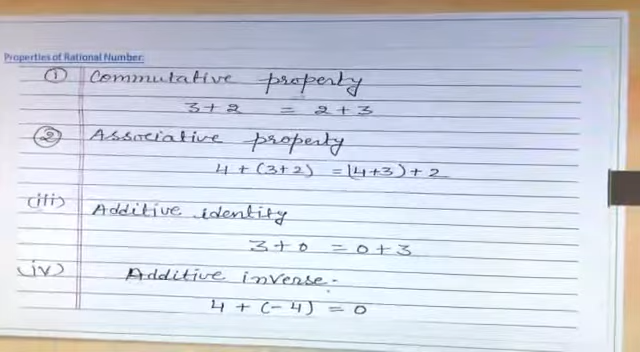 Properties of Rational Number:
① Commutative property
3+2 = 2+3
② Associative property
4+(3+2) = (4+3)+2
(iii) Additive identity
3+0 = 0+3
(iv) Additive inverse-
4+(-4) = 0